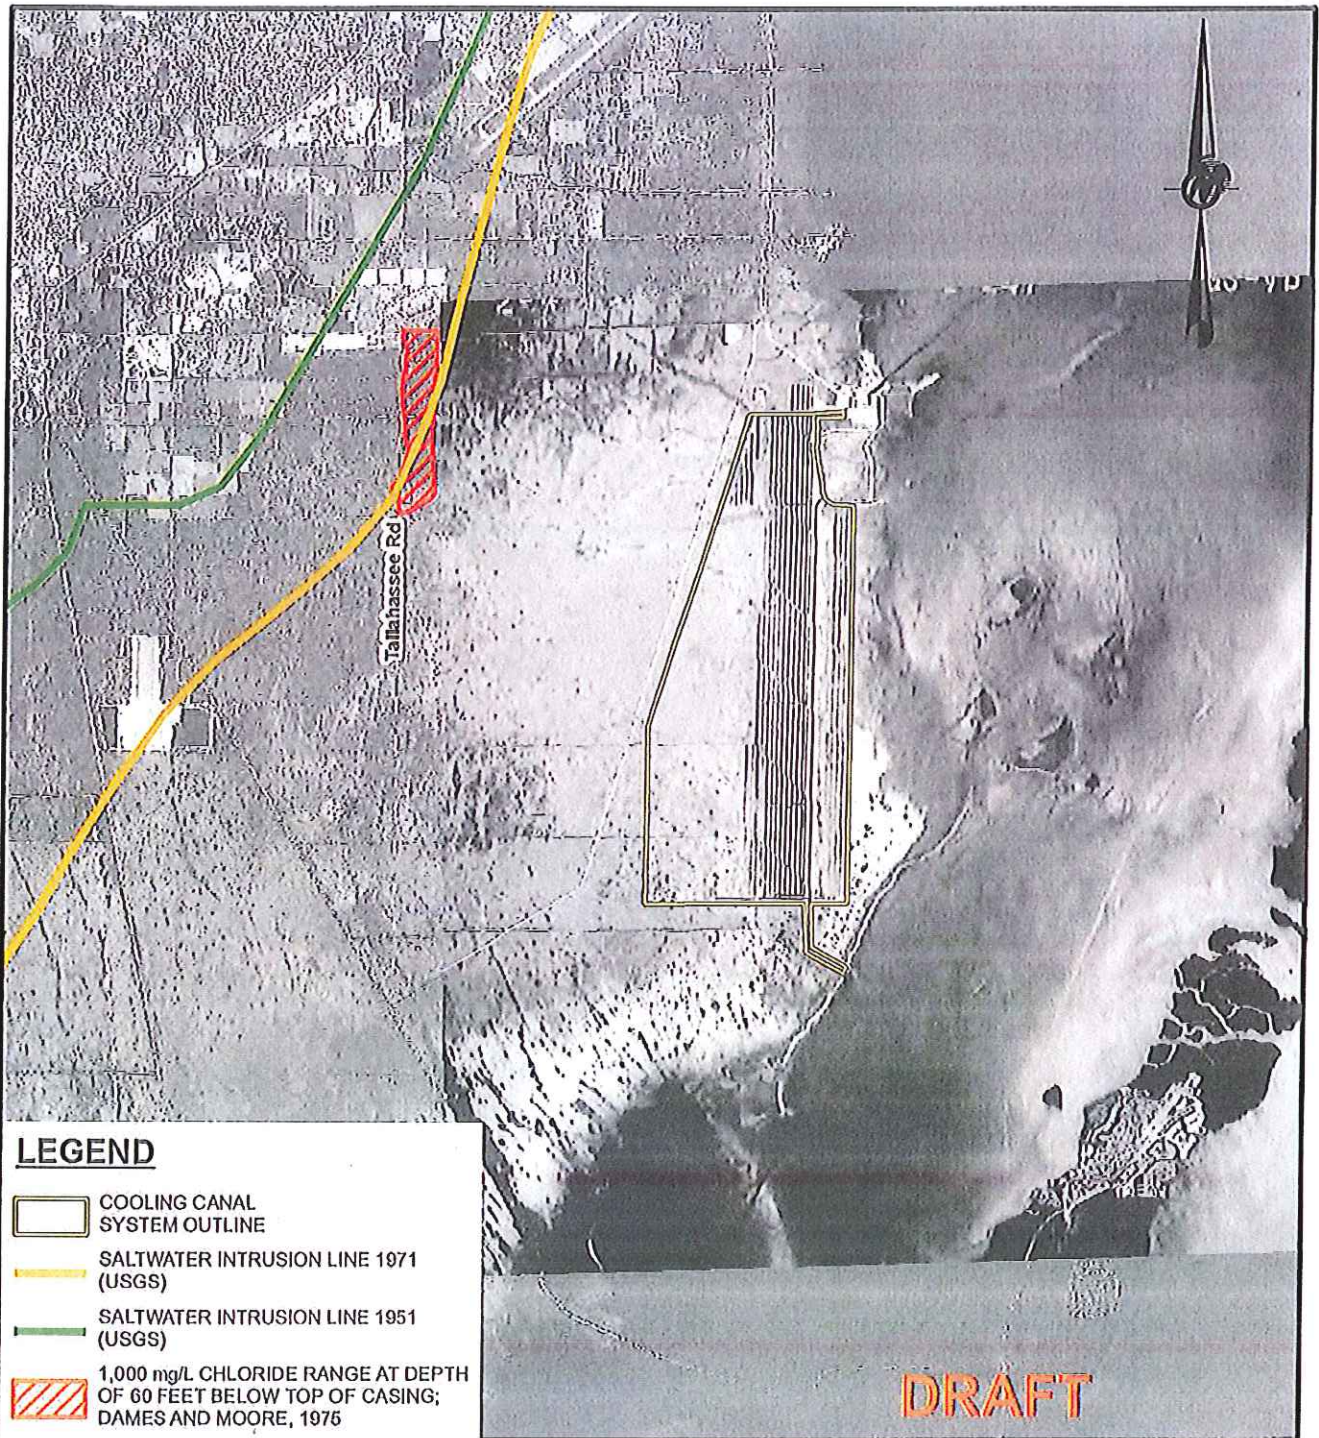 Tallahassee Rd
LEGEND
COOLING CANAL
SYSTEM OUTLINE
SALTWATER INTRUSION LINE 1971
(USGS)
SALTWATER INTRUSION LINE 1951
(USGS)
1,000 mg/L CHLORIDE RANGE AT DEPTH
OF 60 FEET BELOW TOP OF CASING;
DAMES AND MOORE, 1975
DRAFT